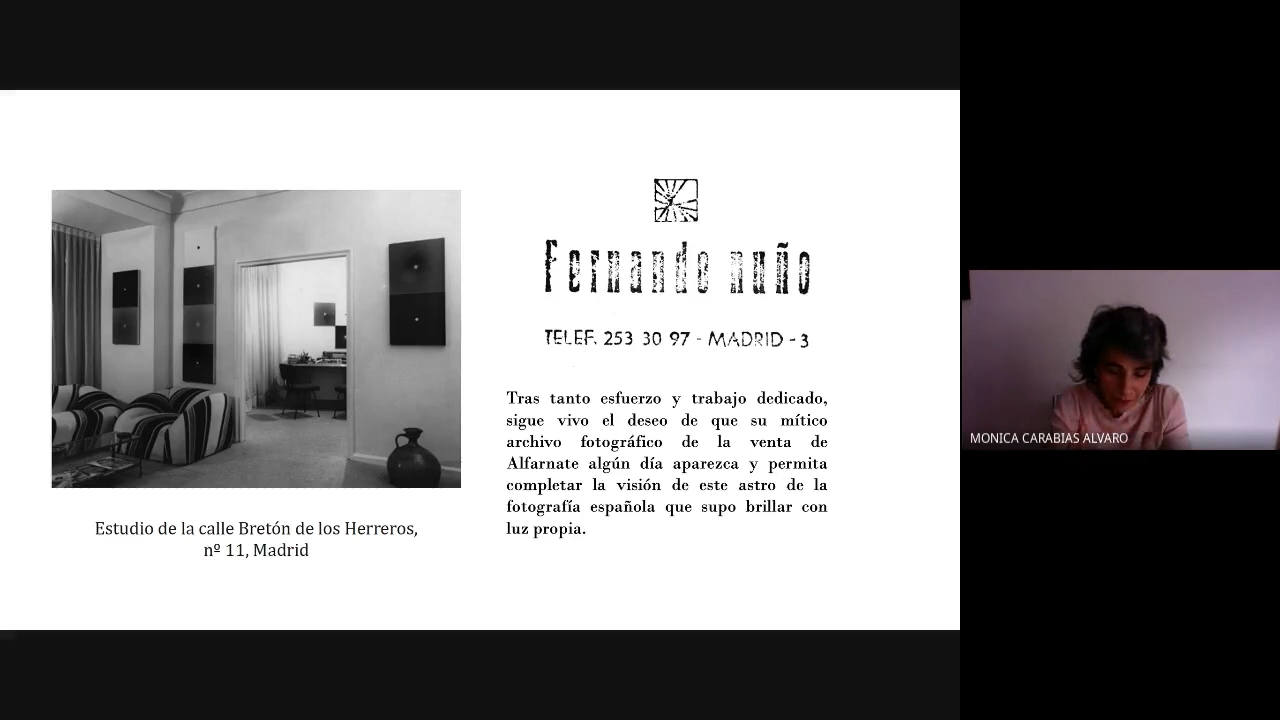 Fernando nuño
TELEF. 253 30 97 - MADRID - 3
Tras tanto esfuerzo y trabajo dedicado,
sigue vivo el deseo de que su mítico
archivo fotográfico de la venta de
Alfarnate algún día aparezca y permita
completar la visión de este astro de la
fotografía española que supo brillar con
luz propia.
Estudio de la calle Bretón de los Herreros,
nº 11, Madrid
MONICA CARABIAS ALVARO